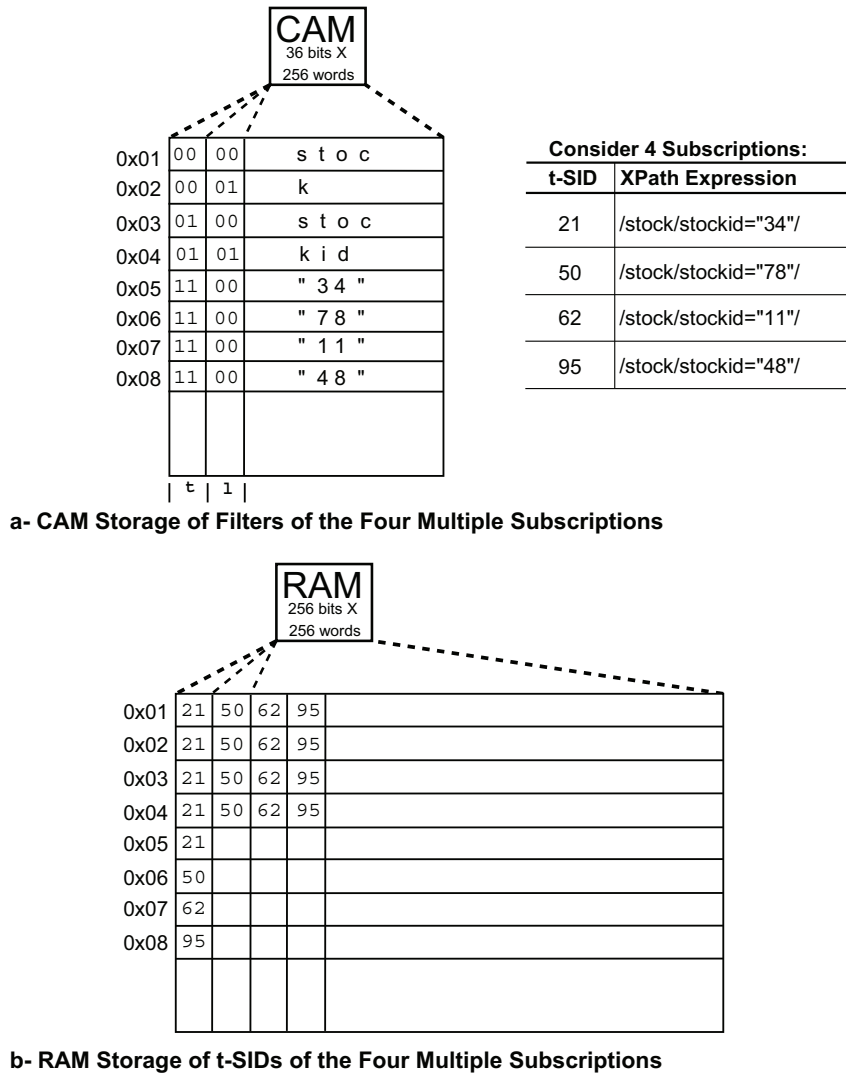 CAM
36 bits X
256 words
0x01 00 00 s t o c
0x02 00 01 k
0x03 01 00 s t o c
0x04 01 01 k i d
0x05 11 00 " 3 4 "
0x06 11 00 " 7 8 "
0x07 11 00 " 1 1 "
0x08 11 00 " 4 8 "
| t | l |
Consider 4 Subscriptions:
t-SID XPath Expression
21 /stock/stockid="34"/
50 /stock/stockid="78"/
62 /stock/stockid="11"/
95 /stock/stockid="48"/
a- CAM Storage of Filters of the Four Multiple Subscriptions
RAM
256 bits X
256 words
0x01 21 50 62 95
0x02 21 50 62 95
0x03 21 50 62 95
0x04 21 50 62 95
0x05 21
0x06 50
0x07 62
0x08 95
b- RAM Storage of t-SIDs of the Four Multiple Subscriptions